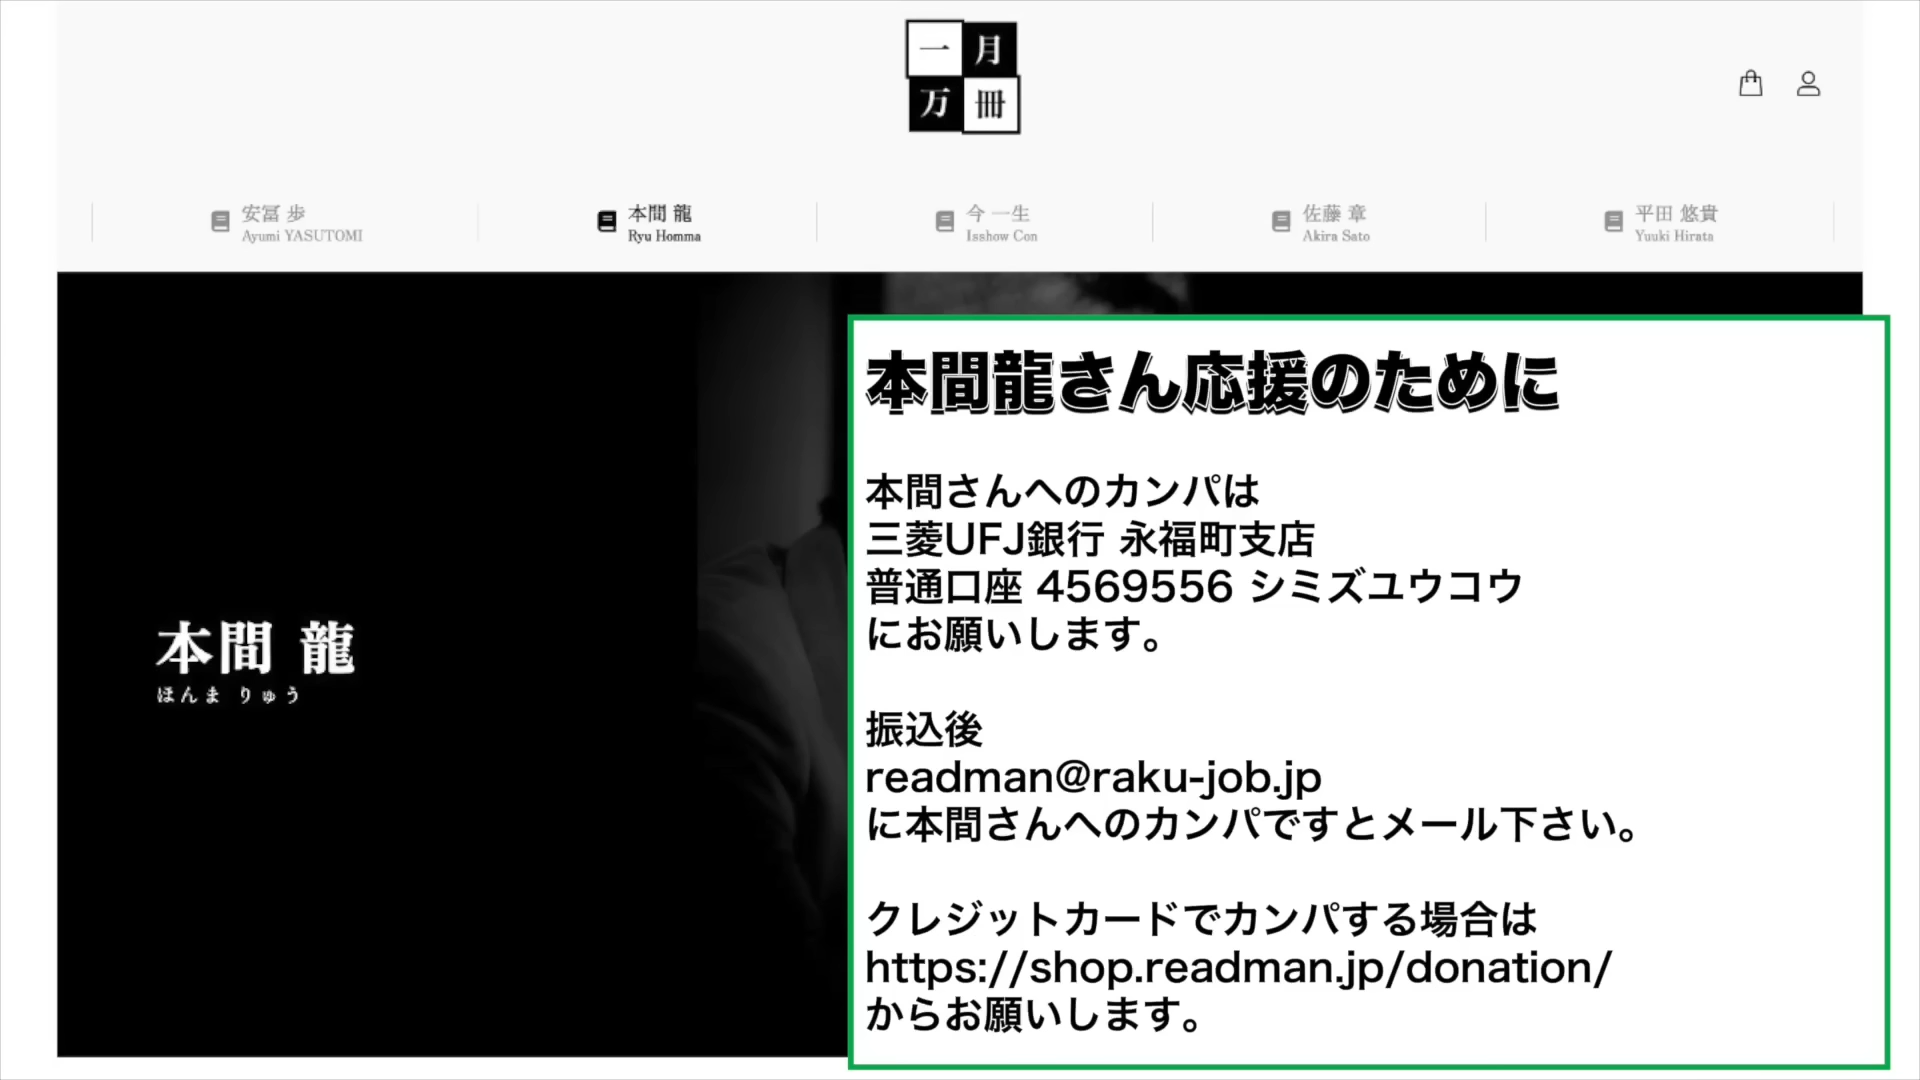 一月
万冊
安冨 歩
Ayumi YASUTOMI
本間 龍
Ryu Homma
今 一生
Isshow Con
佐藤 章
Akira Sato
平田 悠貴
Yuuki Hirata
本間 龍
ほんま りゅう
本間龍さん応援のために
本間さんへのカンパは
三菱UFJ銀行 永福町支店
普通口座 4569556 シミズユウコウ
にお願いします。
振込後
readman@raku-job.jp
に本間さんへのカンパですとメール下さい。
クレジットカードでカンパする場合は
https://shop.readman.jp/donation/
からお願いします。